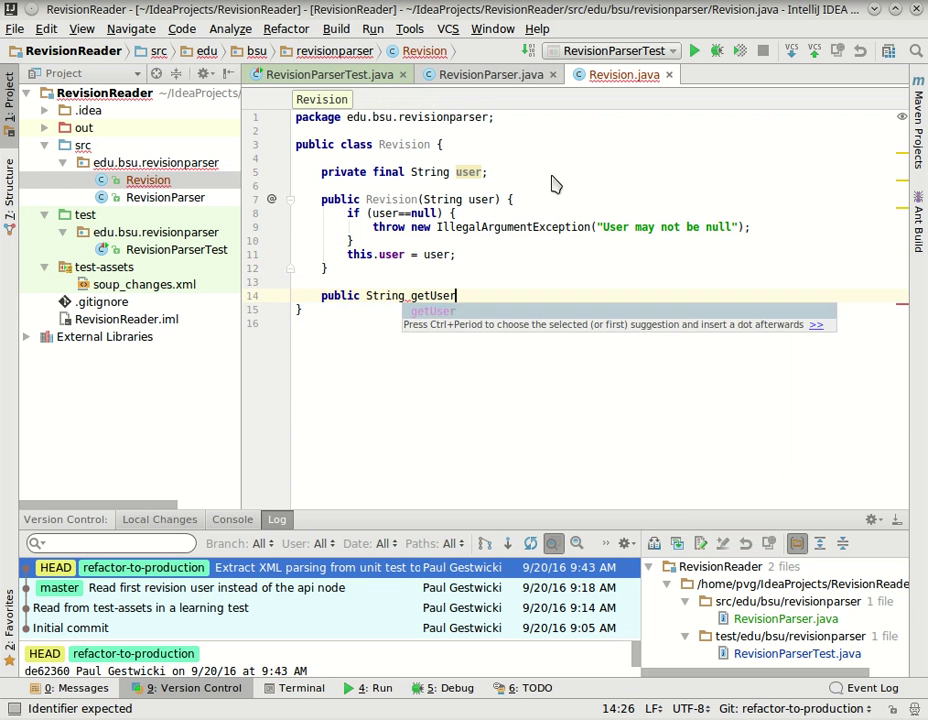 RevisionReader - [~/IdeaProjects/RevisionReader] - [RevisionReader] - ~/IdeaProjects/RevisionReader/src/edu/bsu/revisionparser/Revision.java - IntelliJ IDEA ...
File Edit View Navigate Code Analyze Refactor Build Run Tools VCS Window Help
RevisionReader src edu bsu revisionparser Revision RevisionParserTest VCS VCS
Project RevisionParserTest.java RevisionParser.java Revision.java
RevisionReader ~/IdeaProjects/
.idea
out
src
edu.bsu.revisionparser
Revision
RevisionParser
test
edu.bsu.revisionparser
RevisionParserTest
test-assets
soup_changes.xml
.gitignore
RevisionReader.iml
External Libraries
1: Project
7: Structure
2: Favorites
Revision
1 package edu.bsu.revisionparser;
2
3 public class Revision {
4
5 private final String user;
6
7 @ public Revision(String user) {
8 if (user==null) {
9 throw new IllegalArgumentException("User may not be null");
10 }
11 this.user = user;
12 }
13
14 public String getUser
15 }
16
getUser
Press Ctrl+Period to choose the selected (or first) suggestion and insert a dot afterwards >>
Maven Projects
Ant Build
Version Control: Local Changes Console Log
Branch: All User: All Date: All Paths: All
HEAD refactor-to-production Extract XML parsing from unit test to Paul Gestwicki 9/20/16 9:43 AM
master Read first revision user instead of the api node Paul Gestwicki 9/20/16 9:18 AM
Read from test-assets in a learning test Paul Gestwicki 9/20/16 9:14 AM
Initial commit Paul Gestwicki 9/20/16 9:05 AM
HEAD refactor-to-production
de62360 Paul Gestwicki on 9/20/16 at 9:43 AM
RevisionReader 2 files
/home/pvg/IdeaProjects/RevisionReade
src/edu/bsu/revisionparser 1 file
RevisionParser.java
test/edu/bsu/revisionparser 1 file
RevisionParserTest.java
0: Messages 9: Version Control Terminal 4: Run 5: Debug 6: TODO Event Log
Identifier expected 14:26 LF UTF-8 Git: refactor-to-production